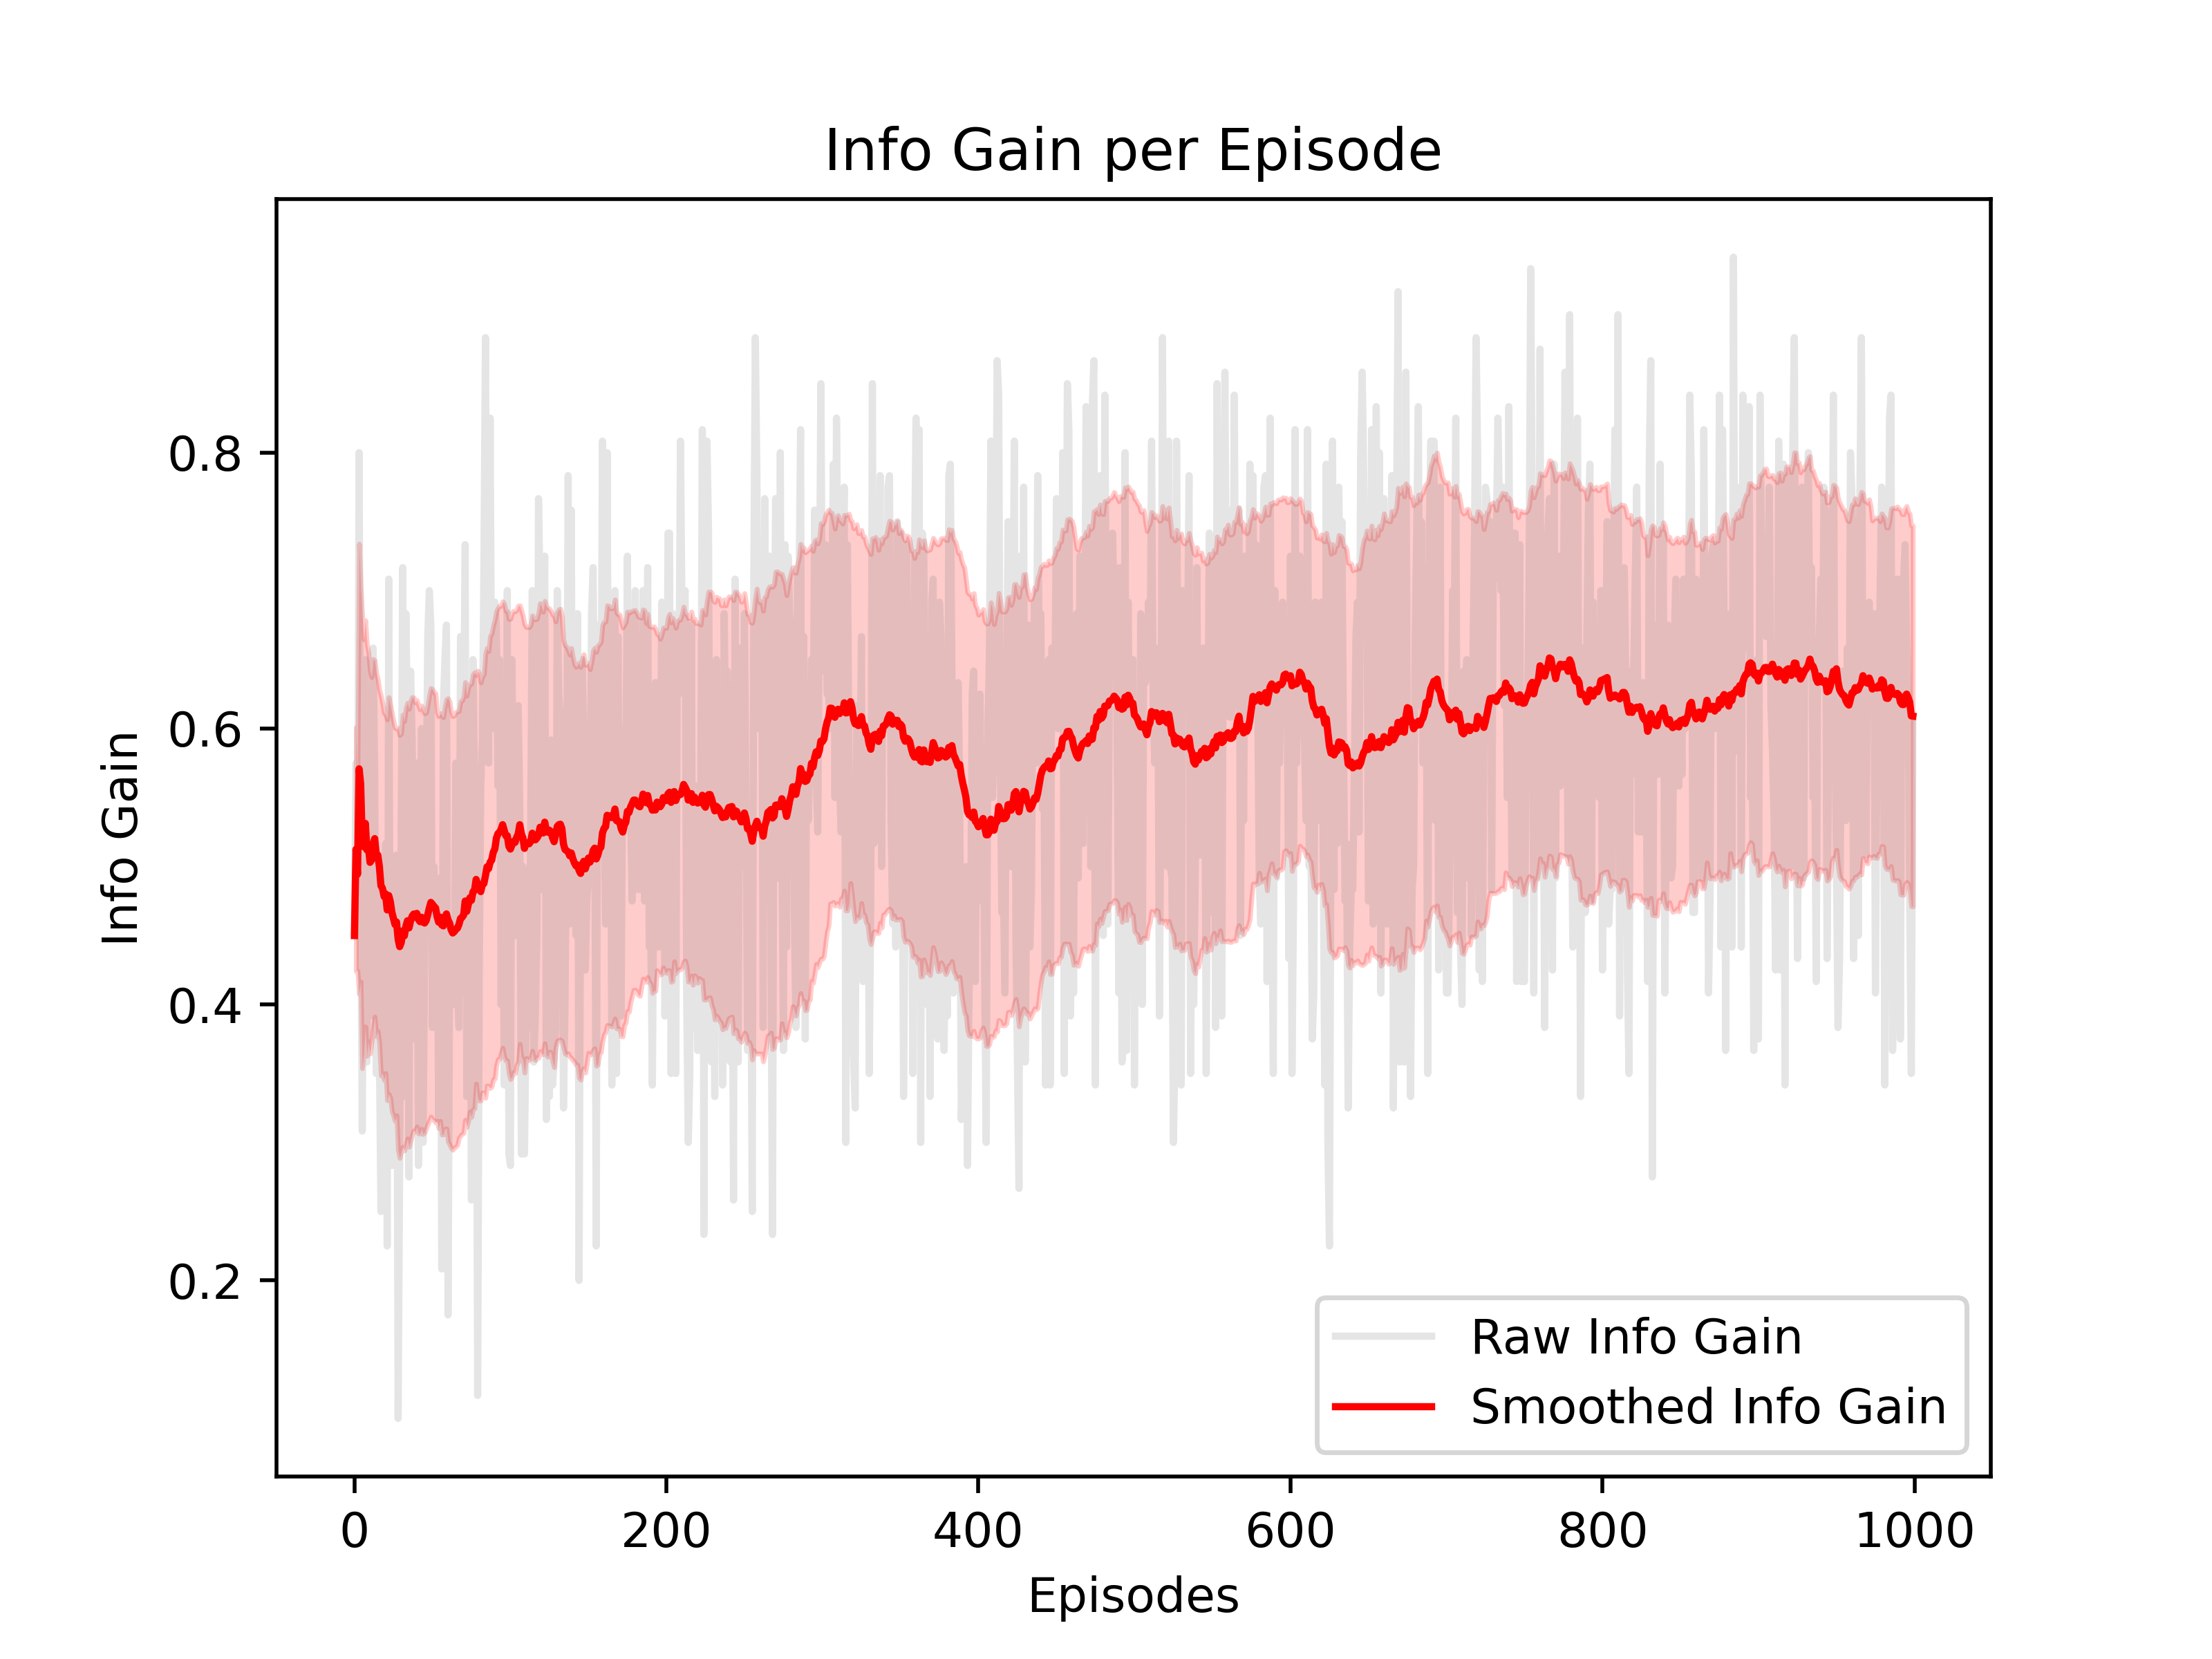 Info Gain per Episode
Info Gain
0.8
0.6
0.4
0.2
Raw Info Gain
Smoothed Info Gain
0 200 400 600 800 1000
Episodes